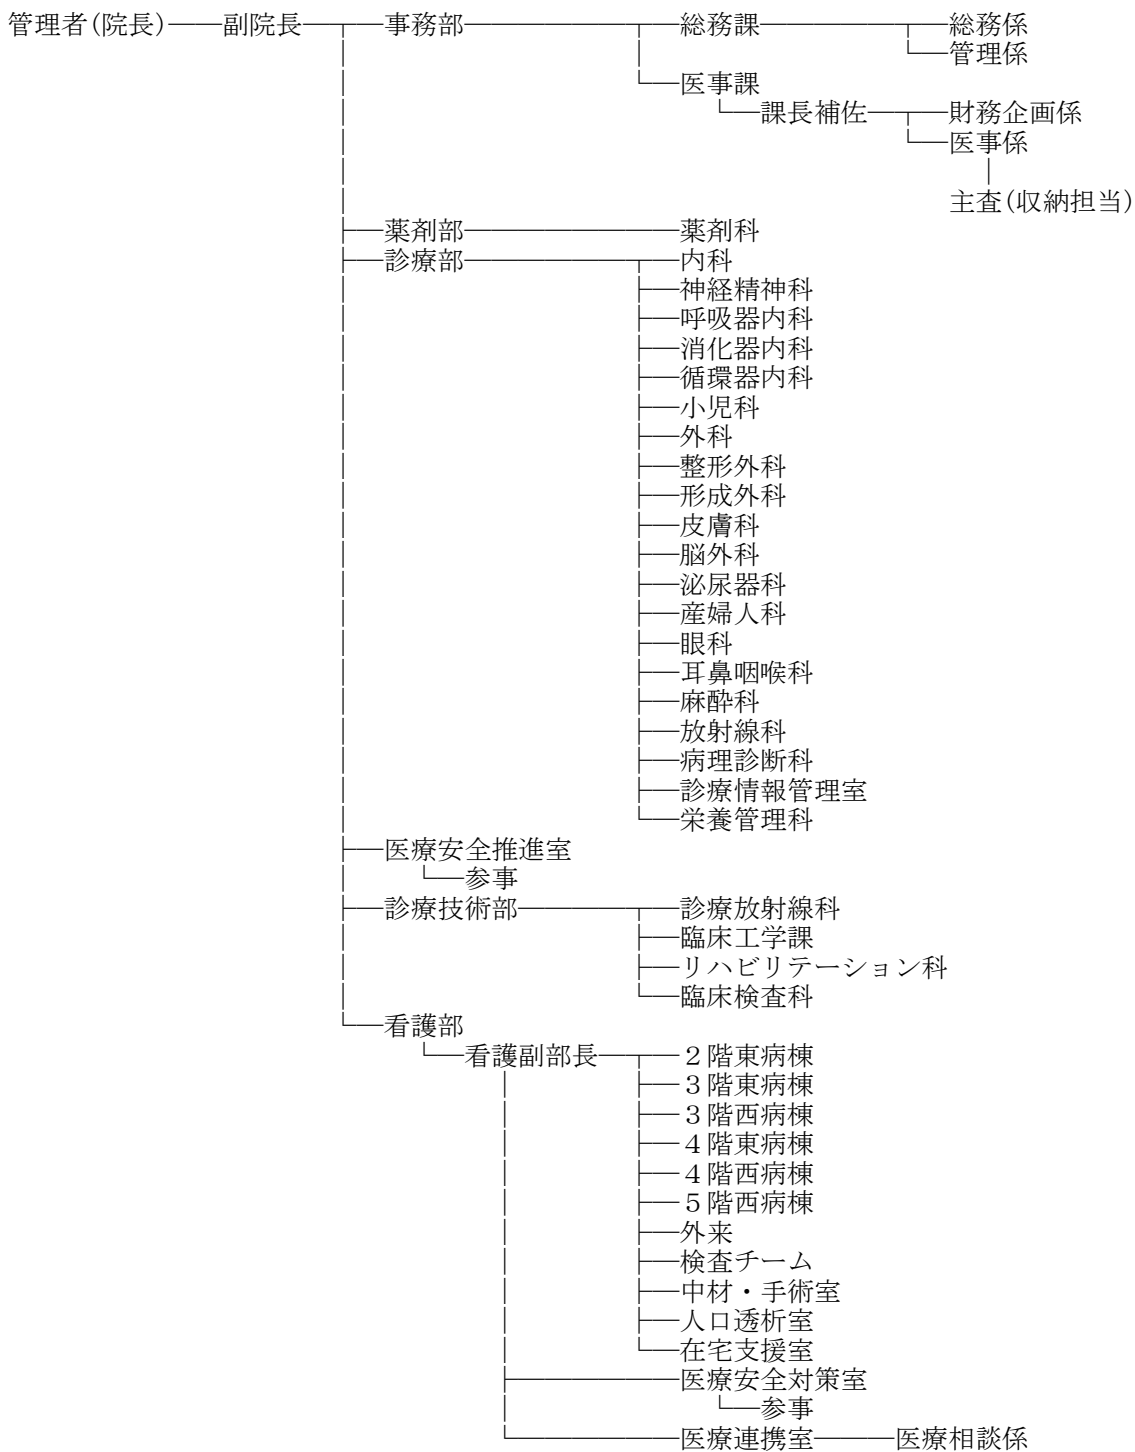 管理者(院長) 副院長 事務部 総務課 総務係
管理係
医事課
課長補佐 財務企画係
医事係
主査(収納担当)
薬剤部 薬剤科
診療部 内科
神経精神科
呼吸器内科
消化器内科
循環器内科
小児科
外科
整形外科
形成外科
皮膚科
脳外科
泌尿器科
産婦人科
眼科
耳鼻咽喉科
麻酔科
放射線科
病理診断科
診療情報管理室
栄養管理科
医療安全推進室
参事
診療技術部 診療放射線科
臨床工学課
リハビリテーション科
臨床検査科
看護部
看護副部長 2階東病棟
3階東病棟
3階西病棟
4階東病棟
4階西病棟
5階西病棟
外来
検査チーム
中材・手術室
人口透析室
在宅支援室
医療安全対策室
参事
医療連携室 医療相談係